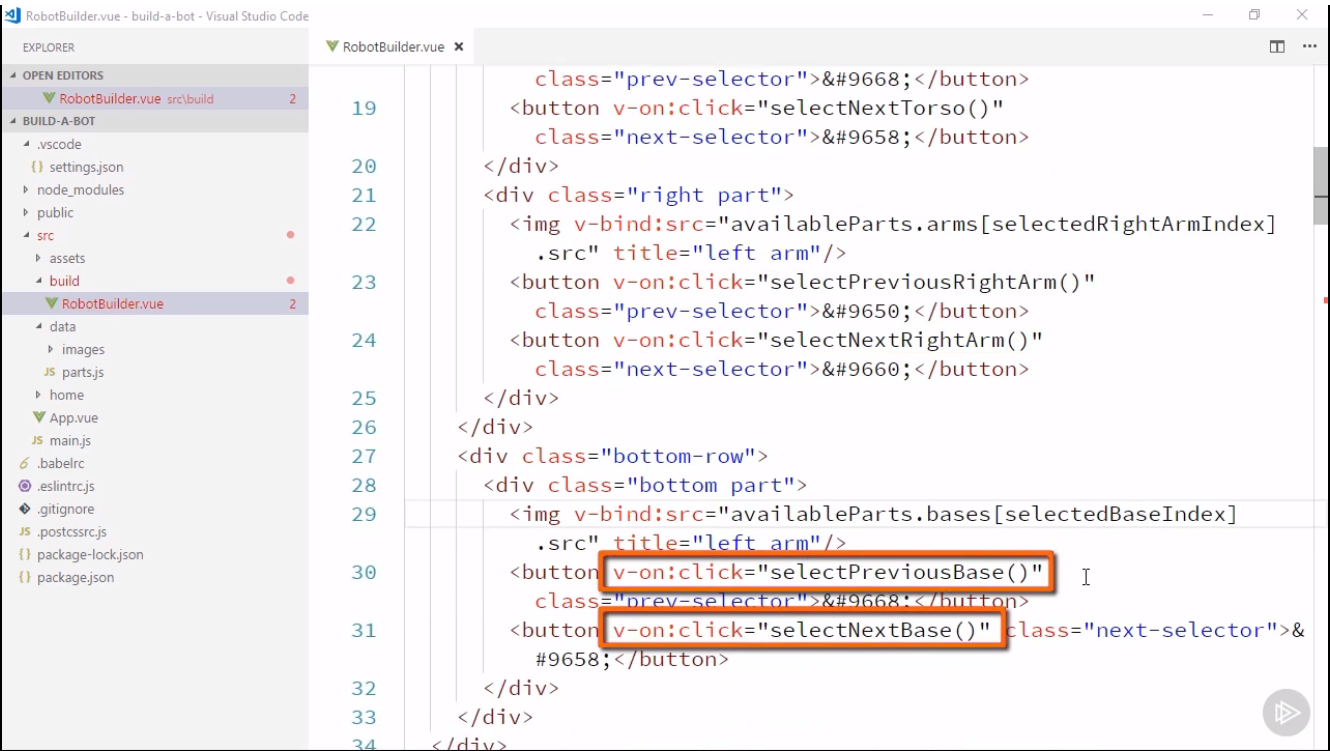 RobotBuilder.vue - build-a-bot - Visual Studio Code
EXPLORER
OPEN EDITORS
RobotBuilder.vue src\build 2
BUILD-A-BOT
.vscode
{} settings.json
node_modules
public
src
assets
build
RobotBuilder.vue 2
data
images
JS parts.js
home
App.vue
JS main.js
.babelrc
.eslintrc.js
.gitignore
JS .postcssrc.js
{} package-lock.json
{} package.json
RobotBuilder.vue
class="prev-selector">&#9668;</button>
19 <button v-on:click="selectNextTorso()"
class="next-selector">&#9658;</button>
20 </div>
21 <div class="right part">
22 <img v-bind:src="availableParts.arms[selectedRightArmIndex]
.src" title="left arm"/>
23 <button v-on:click="selectPreviousRightArm()"
class="prev-selector">&#9650;</button>
24 <button v-on:click="selectNextRightArm()"
class="next-selector">&#9660;</button>
25 </div>
26 </div>
27 <div class="bottom-row">
28 <div class="bottom part">
29 <img v-bind:src="availableParts.bases[selectedBaseIndex]
.src" title="left arm"/>
30 <button v-on:click="selectPreviousBase()"
class="prev-selector">&#9668;</button>
31 <button v-on:click="selectNextBase()" class="next-selector">&
#9658;</button>
32 </div>
33 </div>
34 </div>